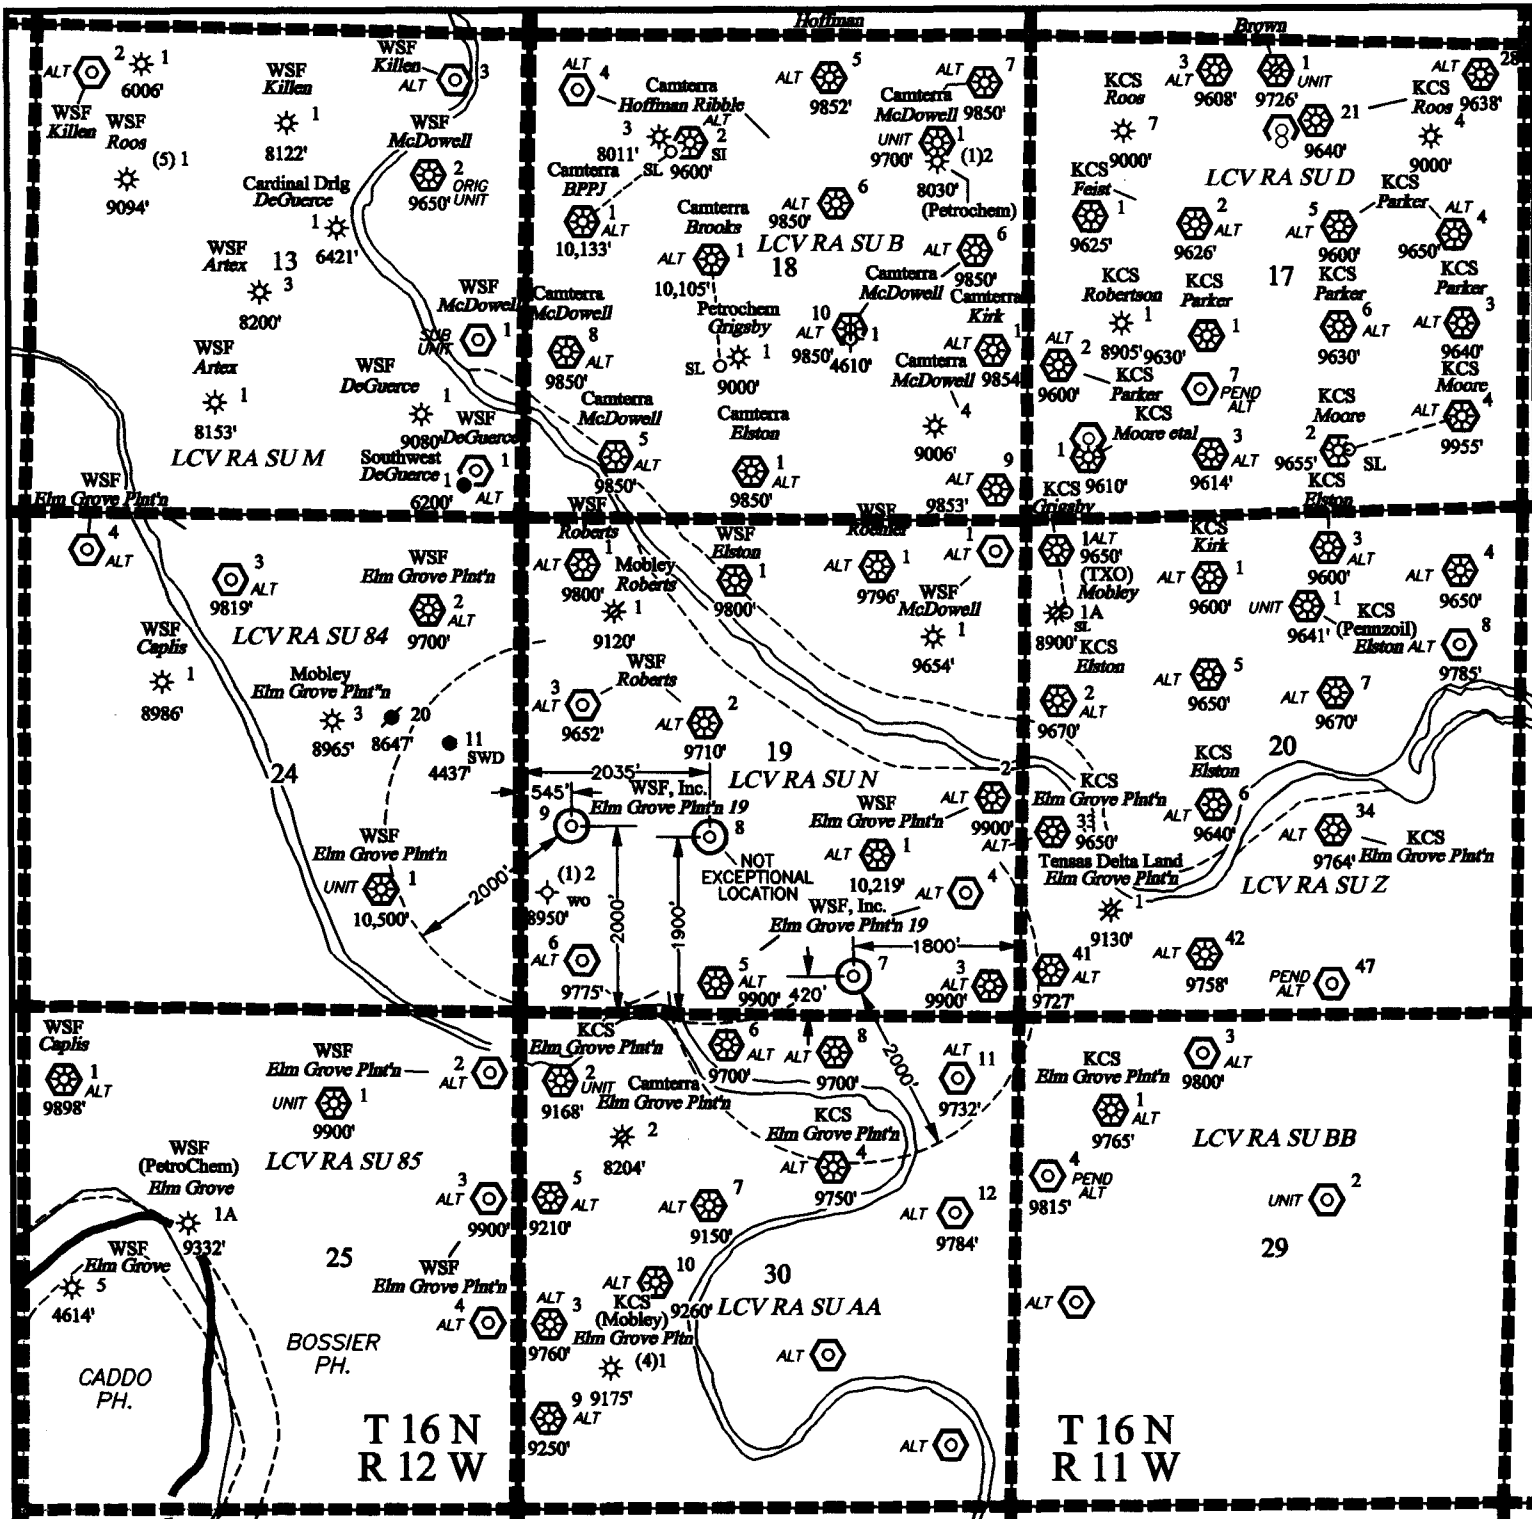 Hoffman
Brown
ALT
2
1
6006'
WSF
Killen
WSF
Killen
1
8122'
WSF
Killen
ALT
3
WSF
Roos
(5) 1
9094'
WSF
McDowell
2
ORIG
UNIT
9650'
Cardinal Drlg
DeGuerce
1
6421'
WSF
Artex
13
3
8200'
WSF
McDowell
SUB
UNIT
1
WSF
Artex
1
8153'
WSF
DeGuerce
1
9080'
WSF
DeGuerce
LCV RA SU M
Southwest
DeGuerce
1
1
6200'
ALT
WSF
Elm Grove Plnt'n
ALT
4
Camterra
Hoffman Ribble
5
ALT
9852'
ALT
7
Camterra
McDowell
9850'
3
8011'
ALT
2
SI
SL
9600'
UNIT
1
9700'
(1)2
8030'
(Petrochem)
Camterra
BPPJ
1
ALT
10,133'
Camterra
Brooks
ALT
1
10,105'
ALT
6
9850'
LCV RA SU B
18
ALT
6
9850'
Camterra
McDowell
Camterra
McDowell
8
ALT
9850'
Petrochem
Grigsby
1
SL
9000'
10
ALT
1
9850'
4610'
Camterra
Kirk
ALT
1
9854'
Camterra
McDowell
4
9006'
Camterra
McDowell
5
ALT
9850'
Camterra
Elston
1
ALT
9850'
9
ALT
9853'
KCS
Roos
7
9000'
3
ALT
9608'
1
UNIT
9726'
21
9640'
KCS
Roos
ALT
28
9638'
4
9000'
LCV RA SU D
KCS
Feist
1
9625'
2
ALT
9626'
KCS
Parker
5
ALT
9600'
ALT
4
9650'
17
KCS
Robertson
1
8905'
KCS
Parker
1
9630'
KCS
Parker
6
ALT
9630'
KCS
Parker
3
9640'
ALT
2
9600'
KCS
Parker
7
PEND
ALT
KCS
Moore
ALT
4
9955'
KCS
Moore etal
1
9610'
3
ALT
9614'
KCS
Moore
2
9655'
SL
KCS
Grigsby
KCS
Elston
4
ALT
3
ALT
9819'
WSF
Elm Grove Plnt'n
2
ALT
9700'
LCV RA SU 84
WSF
Caplis
1
8986'
Mobley
Elm Grove Plnt"n
3
8965'
20
8647'
11
SWD
4437'
24
WSF
Elm Grove Plnt'n
UNIT
1
10,500'
2000'
WSF
Roberts
ALT
1
9800'
Mobley
Roberts
1
9120'
WSF
Elston
1
9800'
WSF
ALT
1
9796'
ALT
1
WSF
McDowell
1
9654'
WSF
Roberts
3
ALT
9652'
ALT
2
9710'
19
LCV RA SU N
2035'
545'
WSF, Inc.
Elm Grove Plnt'n 19
9
8
NOT
EXCEPTIONAL
LOCATION
(1) 2
wo
8950'
2000'
1900'
6
ALT
9775'
WSF
Elm Grove Plnt'n
2
ALT
9900'
ALT
1
10,219'
ALT
4
WSF, Inc.
Elm Grove Plnt'n 19
1800'
7
420'
5
ALT
9900'
3
ALT
9900'
1
ALT
9650'
(TXO)
Mobley
1A
SL
8900'
KCS
Kirk
ALT
1
9600'
3
ALT
9600'
ALT
4
9650'
UNIT
1
9641'
KCS
(Pennzoil)
Elston
ALT
8
9785'
KCS
Elston
2
ALT
9670'
ALT
5
9650'
7
ALT
9670'
20
KCS
Elm Grove Plnt'n
33
ALT
9650'
KCS
Elston
6
ALT
9640'
34
ALT
9764'
KCS
Elm Grove Plnt'n
Tensas Delta Land
Elm Grove Plnt'n
1
9130'
LCV RA SU Z
41
ALT
9727'
ALT
42
9758'
PEND
ALT
47
WSF
Caplis
1
ALT
9898'
WSF
Elm Grove Plnt'n
UNIT
1
9900'
2
ALT
LCV RA SU 85
WSF
(PetroChem)
Elm Grove
1A
9332'
3
ALT
9900'
WSF
Elm Grove
5
4614'
25
WSF
Elm Grove Plnt'n
4
ALT
CADDO
PH.
BOSSIER
PH.
T 16 N
R 12 W
KCS
Elm Grove Plnt'n
2
UNIT
9168'
6
ALT
9700'
ALT
8
9700'
2000'
ALT
11
9732'
Camterra
Elm Grove Plnt'n
2
8204'
KCS
Elm Grove Plnt'n
ALT
4
9750'
5
ALT
9210'
7
9150'
ALT
12
9784'
ALT
10
9260'
30
LCV RA SU AA
ALT
3
9760'
KCS
(Mobley)
Elm Grove Pltn
(4)1
9175'
ALT
9
ALT
9250'
ALT
KCS
Elm Grove Plnt'n
1
ALT
9765'
3
ALT
9800'
LCV RA SU BB
4
PEND
ALT
9815'
UNIT
2
29
ALT
T 16 N
R 11 W